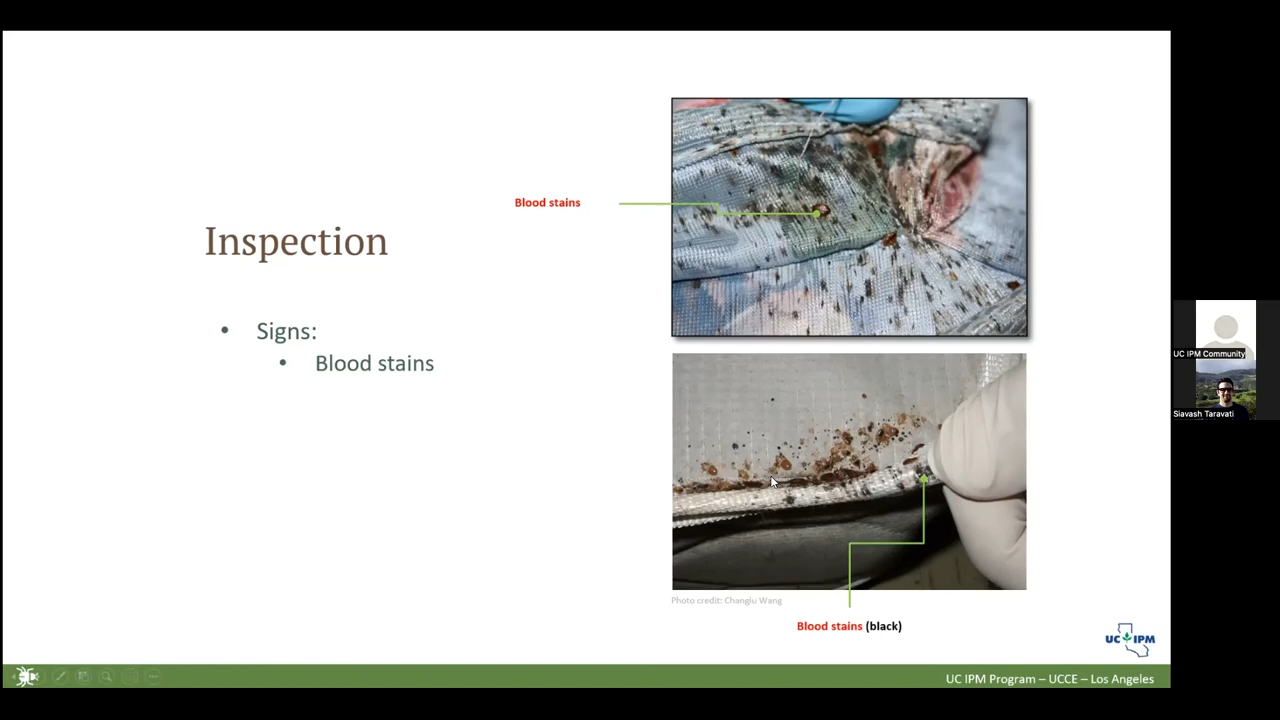 Inspection
• Signs:
• Blood stains
Blood stains
Photo credit: Changlu Wang
Blood stains (black)
UC IPM
UC IPM Program – UCCE – Los Angeles
UC IPM Community
Siavash Taravati